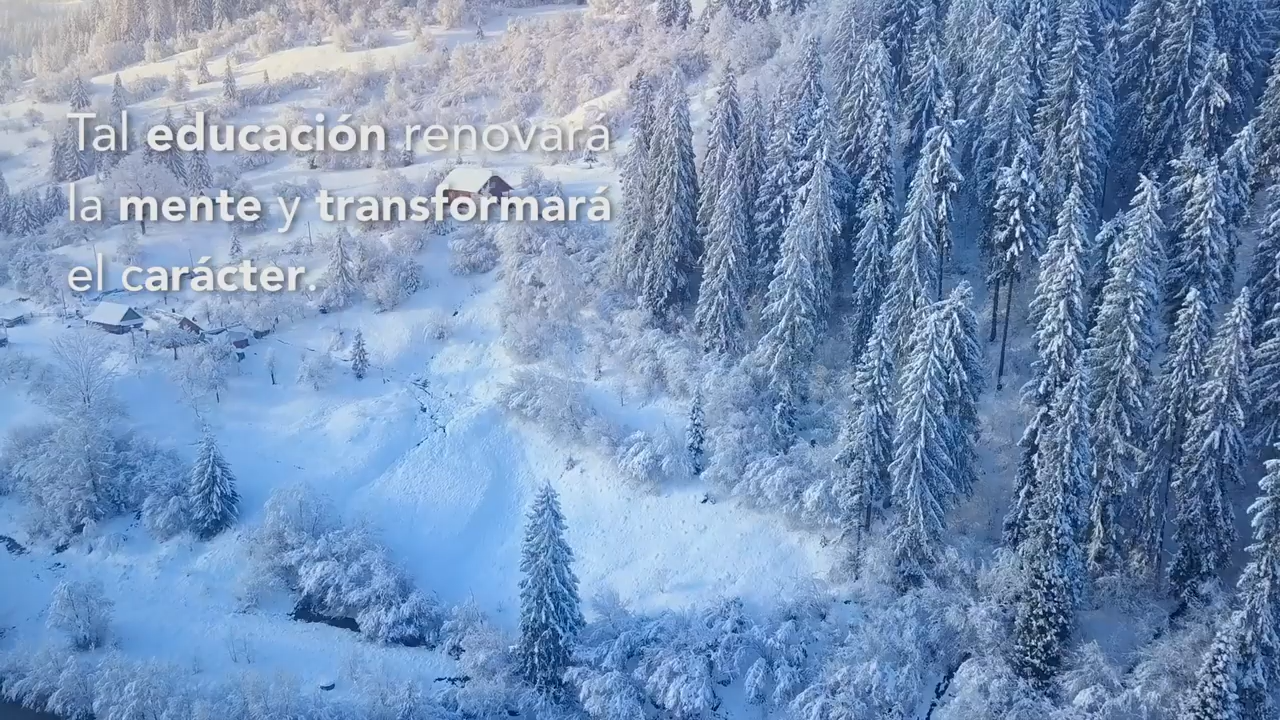 Tal educación renovará
la mente y transformará
el carácter.